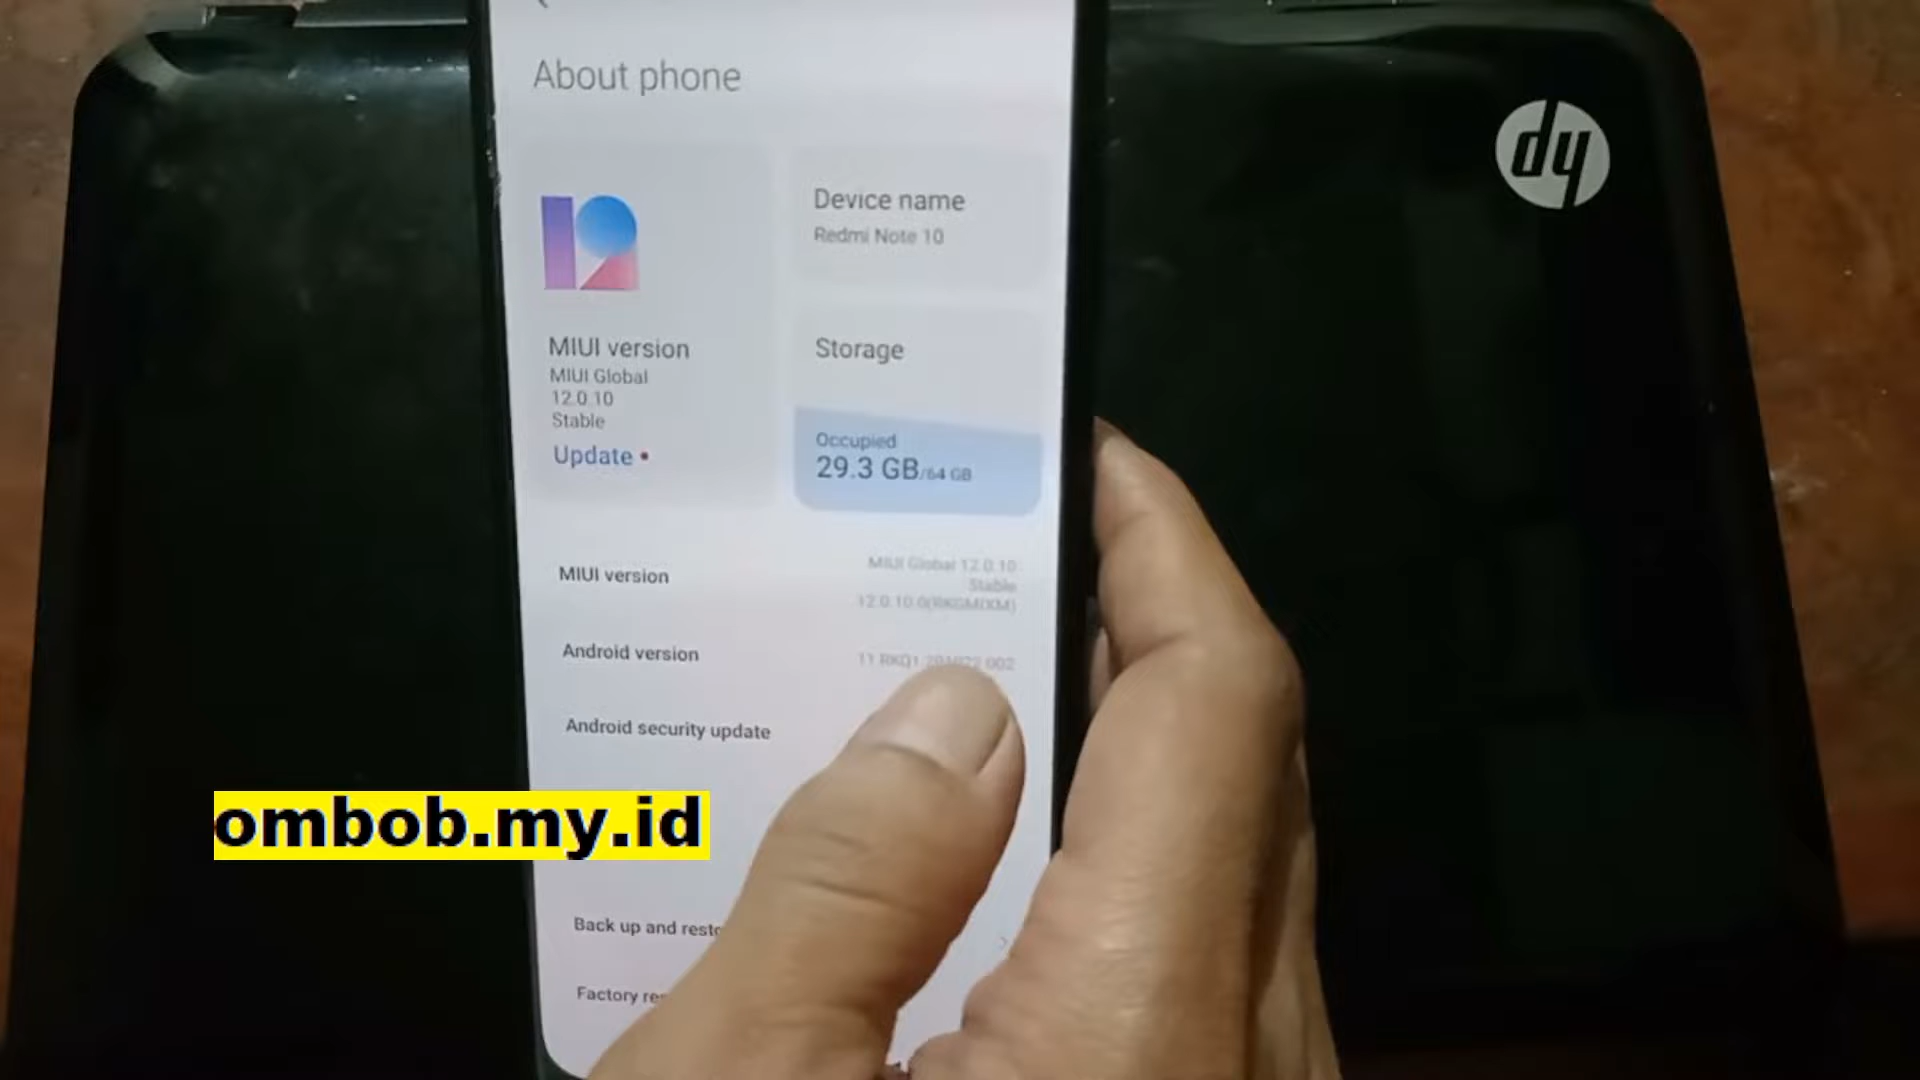 About phone
Device name
Redmi Note 10
MIUI version
MIUI Global
12.0.10
Stable
Update
Storage
Occupied
29.3 GB/64 GB
MIUI version
MIUI Global 12.0.10
Stable
Android version
Android security update
Back up and
Factory
hp
ombob.my.id